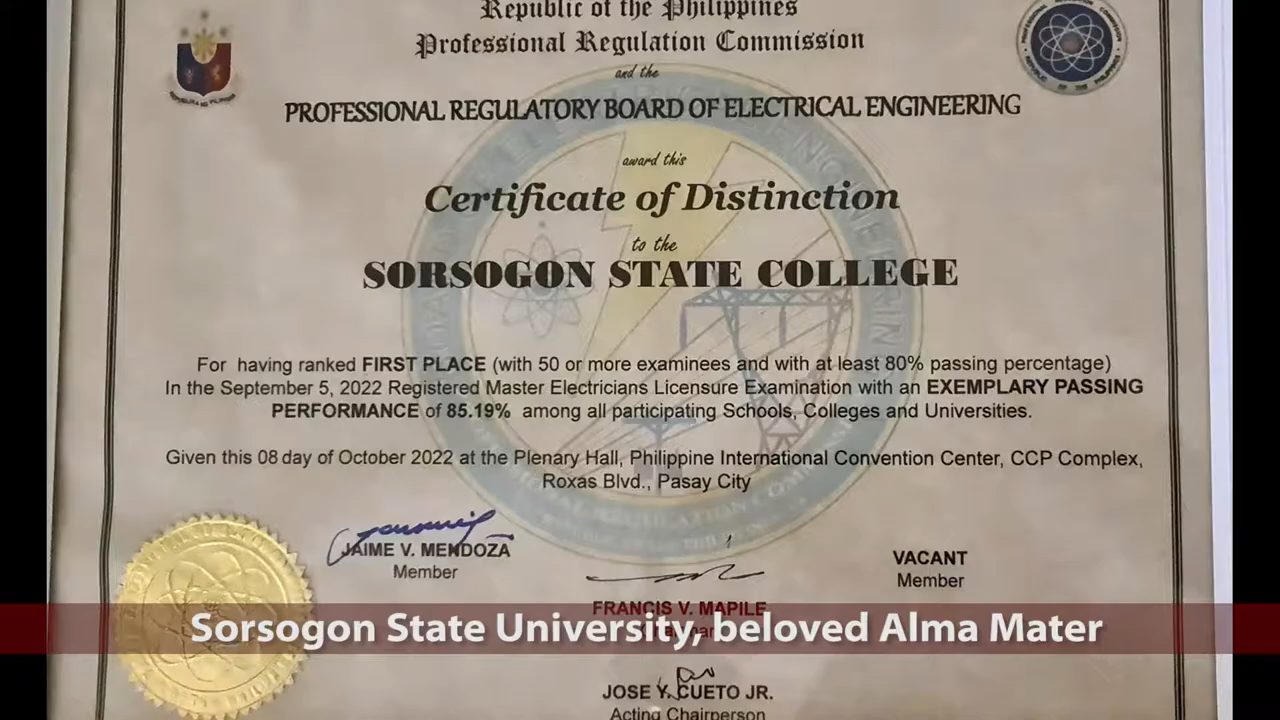 Republic of the Philippines
Professional Regulation Commission
and the
PROFESSIONAL REGULATORY BOARD OF ELECTRICAL ENGINEERING
award this
Certificate of Distinction
to the
SORSOGON STATE COLLEGE
For having ranked FIRST PLACE (with 50 or more examinees and with at least 80% passing percentage)
In the September 5, 2022 Registered Master Electricians Licensure Examination with an EXEMPLARY PASSING
PERFORMANCE of 85.19% among all participating Schools, Colleges and Universities.
Given this 08 day of October 2022 at the Plenary Hall, Philippine International Convention Center, CCP Complex,
Roxas Blvd., Pasay City
JAIME V. MENDOZA
Member
VACANT
Member
FRANCIS V. MAPILE
Sorsogon State University, beloved Alma Mater
JOSE Y. CUETO JR.
Acting Chairperson